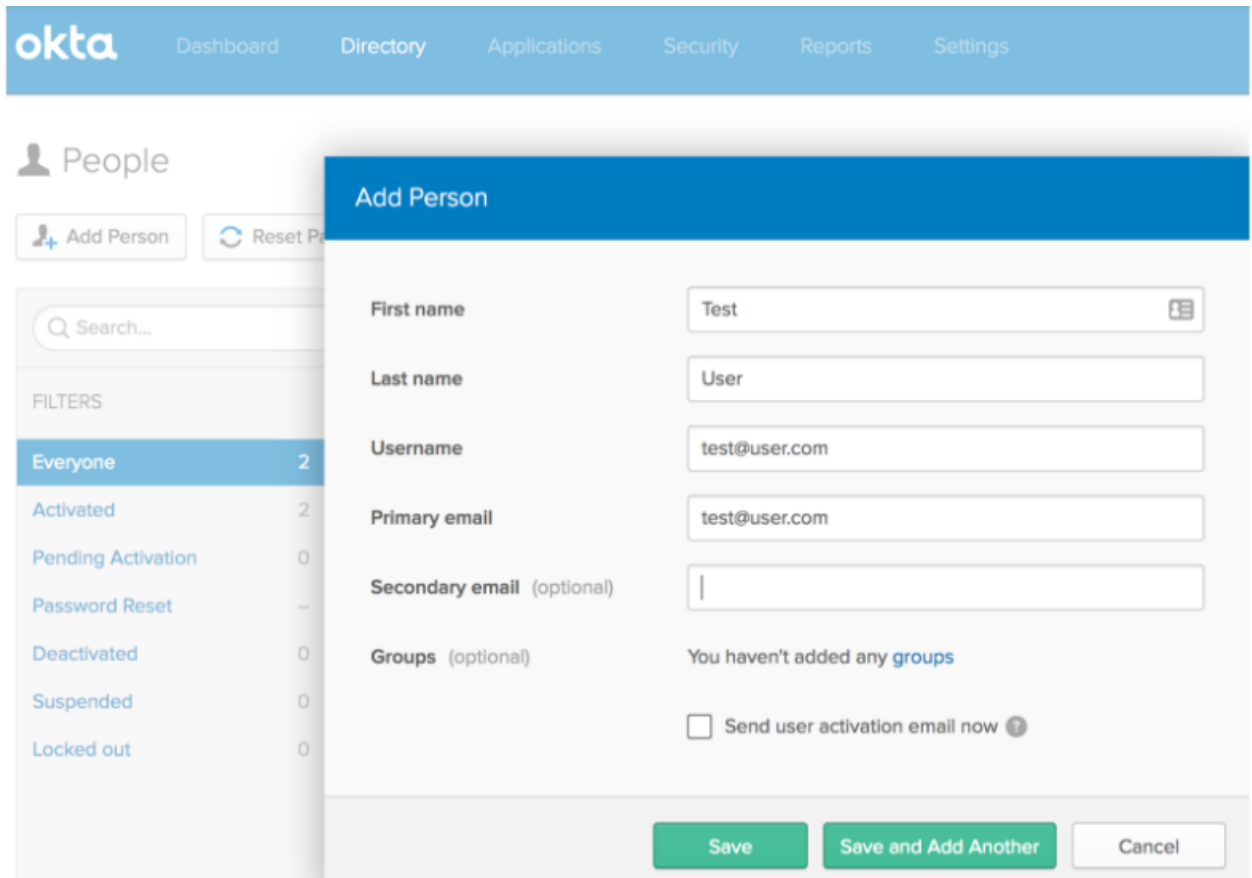 okta Dashboard Directory Applications Security Reports Settings
People
Add Person Reset
Search...
FILTERS
Everyone 2
Activated 2
Pending Activation 0
Password Reset –
Deactivated 0
Suspended 0
Locked out 0
Add Person
First name Test
Last name User
Username test@user.com
Primary email test@user.com
Secondary email (optional)
Groups (optional) You haven't added any groups
Send user activation email now ?
Save Save and Add Another Cancel